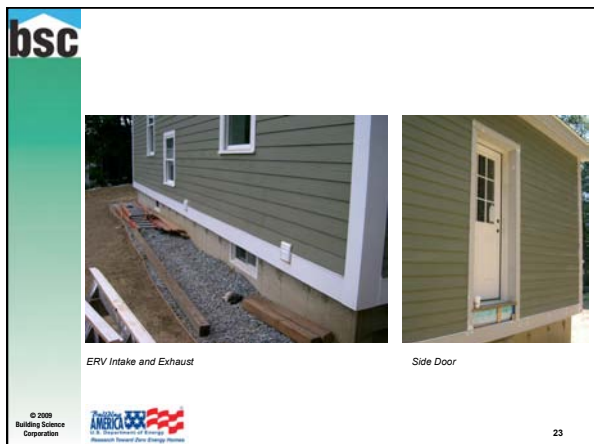 bsc
ERV Intake and Exhaust
Side Door
© 2009
Building Science
Corporation
Building
AMERICA
U.S. Department of Energy
Research Toward Zero Energy Homes
23